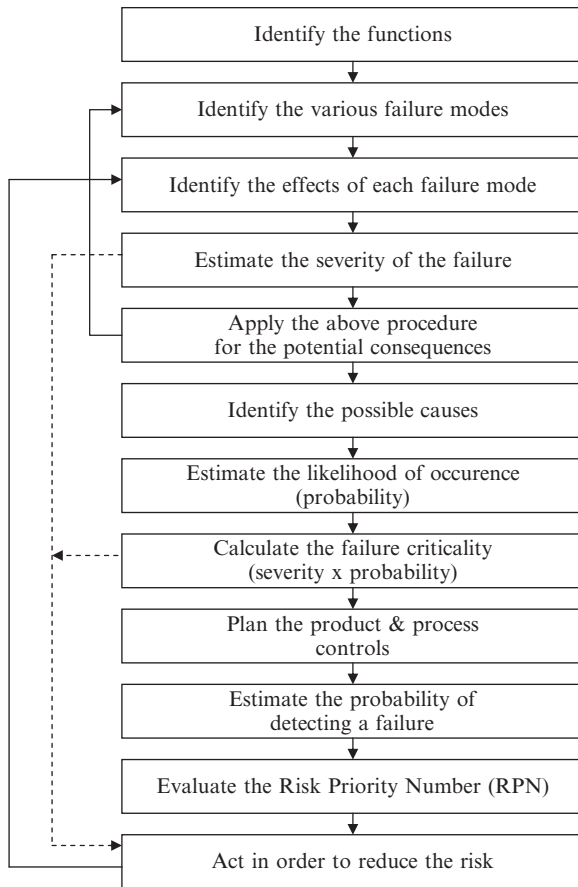 Identify the functions
Identify the various failure modes
Identify the effects of each failure mode
Estimate the severity of the failure
Apply the above procedure
for the potential consequences
Identify the possible causes
Estimate the likelihood of occurence
(probability)
Calculate the failure criticality
(severity x probability)
Plan the product & process
controls
Estimate the probability of
detecting a failure
Evaluate the Risk Priority Number (RPN)
Act in order to reduce the risk